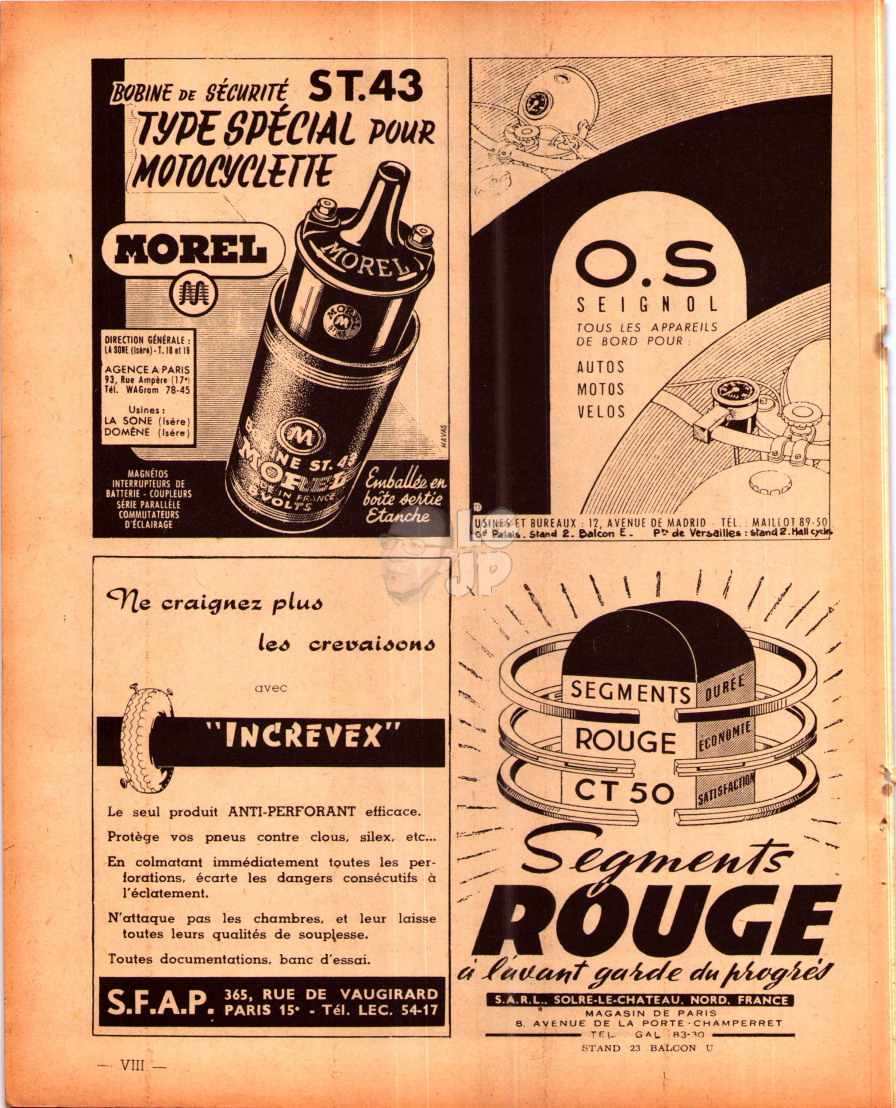 BOBINE DE SÉCURITÉ ST.43
TYPE SPÉCIAL POUR
MOTOCYCLETTE
MOREL
M
DIRECTION GÉNÉRALE :
LA SONE (Isère) - T. 18 et 19
AGENCE A PARIS
93, Rue Ampère (17e)
Tél. WAGram 78-45
Usines :
LA SONE (Isère)
DOMÈNE (Isère)
MAGNÉTOS
INTERRUPTEURS DE
BATTERIE - COUPLEURS
SÉRIE PARALLÈLE
COMMUTATEURS
D'ÉCLAIRAGE
MOREL
MOREL
M
M
BOBINE ST. 43
MOREL
MADE IN FRANCE
6 VOLTS
Emballée en
boîte sertie
Etanche
HAVAS
O.S
SEIGNOL
TOUS LES APPAREILS
DE BORD POUR :
AUTOS
MOTOS
VELOS
USINES ET BUREAUX : 12, AVENUE DE MADRID - TÉL. : MAILLOT 89-50
Gd Palais. Stand 2. Balcon E. Pte de Versailles : stand 2. Hall cycles
Ne craignez plus
les crevaisons
avec
"INCREVEX"
Le seul produit ANTI-PERFORANT efficace.
Protège vos pneus contre clous, silex, etc...
En colmatant immédiatement toutes les per-
forations, écarte les dangers consécutifs à
l'éclatement.
N'attaque pas les chambres, et leur laisse
toutes leurs qualités de souplesse.
Toutes documentations, banc d'essai.
S.F.A.P. 365, RUE DE VAUGIRARD
PARIS 15e - Tél. LEC. 54-17
SEGMENTS
ROUGE
CT 50
DURÉE
ÉCONOMIE
SATISFACTION
Segments
ROUGE
à l'avant garde du progrés
S.A.R.L., SOLRE-LE-CHATEAU, NORD, FRANCE
MAGASIN DE PARIS
8, AVENUE DE LA PORTE-CHAMPERRET
TEL. GAL 83-30
STAND 23 BALCON U
— VIII —
JP